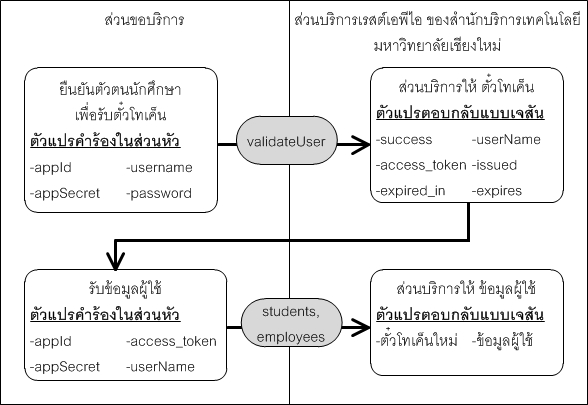 ส่วนขอบริการ
ส่วนบริการเรสต์เอพีไอ ของสำนักบริการเทคโนโลยี
มหาวิทยาลัยเชียงใหม่
ยืนยันตัวตนนักศึกษา
เพื่อรับตั๋วโทเค็น
ตัวแปรคำร้องในส่วนหัว
-appId -username
-appSecret -password
validateUser
ส่วนบริการให้ ตั๋วโทเค็น
ตัวแปรตอบกลับแบบเจสัน
-success -userName
-access_token -issued
-expired_in -expires
รับข้อมูลผู้ใช้
ตัวแปรคำร้องในส่วนหัว
-appId -access_token
-appSecret -userName
students,
employees
ส่วนบริการให้ ข้อมูลผู้ใช้
ตัวแปรตอบกลับแบบเจสัน
-ตั๋วโทเค็นใหม่ -ข้อมูลผู้ใช้